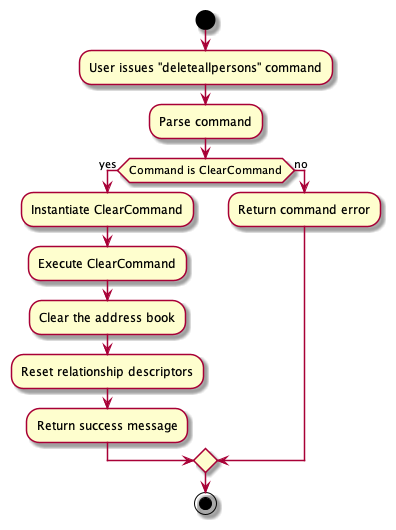 User issues "deleteallpersons" command
Parse command
yes
Command is ClearCommand
no
Instantiate ClearCommand
Return command error
Execute ClearCommand
Clear the address book
Reset relationship descriptors
Return success message